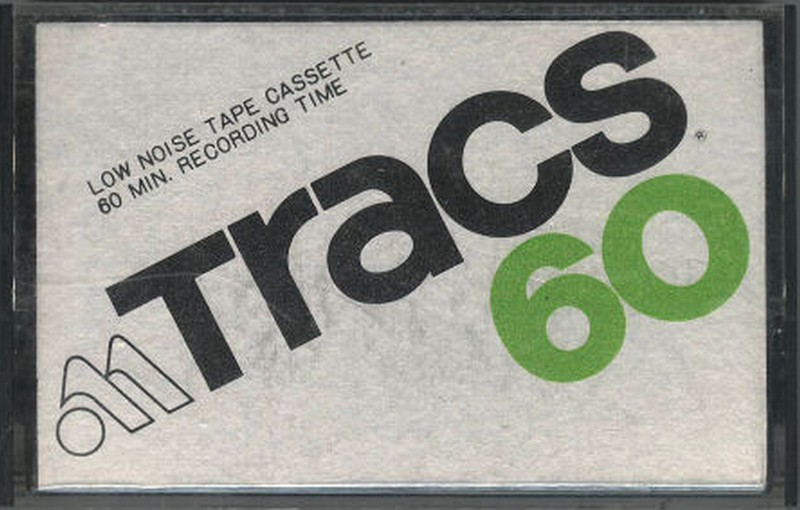 LOW NOISE TAPE CASSETTE
60 MIN. RECORDING TIME
Tracs®
60